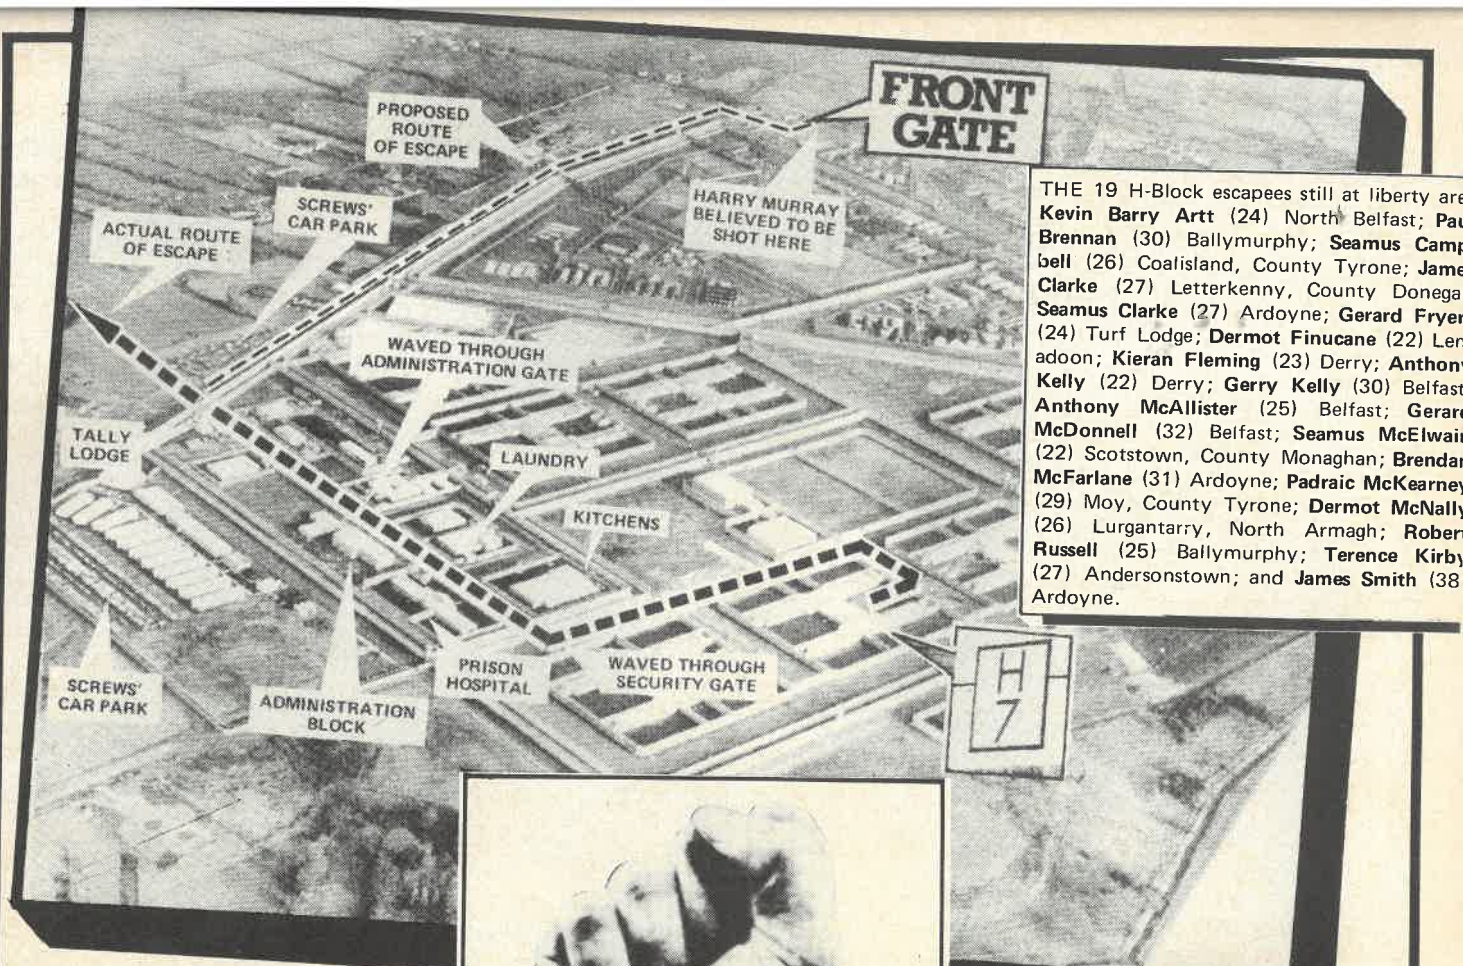 FRONT
GATE
PROPOSED
ROUTE
OF ESCAPE
HARRY MURRAY
BELIEVED TO BE
SHOT HERE
SCREWS'
CAR PARK
ACTUAL ROUTE
OF ESCAPE
WAVED THROUGH
ADMINISTRATION GATE
TALLY
LODGE
LAUNDRY
KITCHENS
SCREWS'
CAR PARK
ADMINISTRATION
BLOCK
PRISON
HOSPITAL
WAVED THROUGH
SECURITY GATE
H
7
THE 19 H-Block escapees still at liberty are
Kevin Barry Artt (24) North Belfast; Pau
Brennan (30) Ballymurphy; Seamus Camp
bell (26) Coalisland, County Tyrone; Jame
Clarke (27) Letterkenny, County Donega
Seamus Clarke (27) Ardoyne; Gerard Fryer
(24) Turf Lodge; Dermot Finucane (22) Len
adoon; Kieran Fleming (23) Derry; Anthony
Kelly (22) Derry; Gerry Kelly (30) Belfast
Anthony McAllister (25) Belfast; Gerard
McDonnell (32) Belfast; Seamus McElwain
(22) Scotstown, County Monaghan; Brendan
McFarlane (31) Ardoyne; Padraic McKearney
(29) Moy, County Tyrone; Dermot McNally
(26) Lurgantarry, North Armagh; Robert
Russell (25) Ballymurphy; Terence Kirby
(27) Andersonstown; and James Smith (38
Ardoyne.